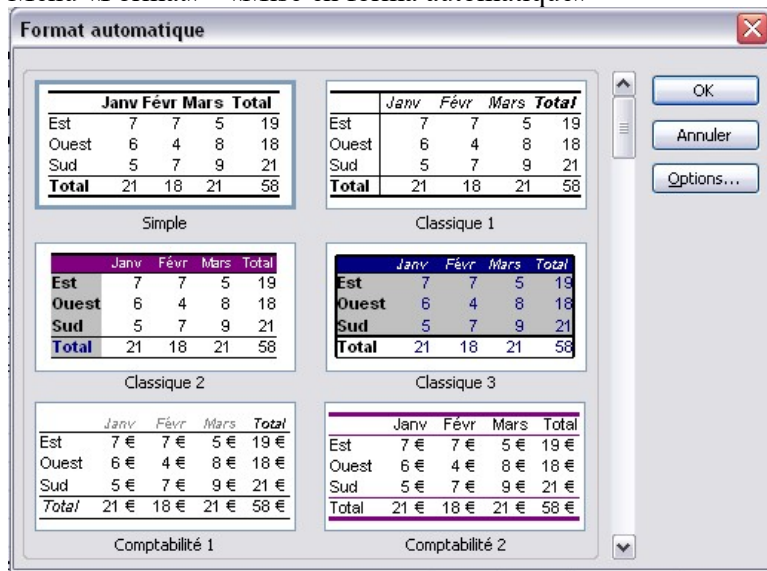 Format automatique
Janv Févr Mars Total
Est 7 7 5 19
Ouest 6 4 8 18
Sud 5 7 9 21
Total 21 18 21 58
Simple
Janv Févr Mars Total
Est 7 7 5 19
Ouest 6 4 8 18
Sud 5 7 9 21
Total 21 18 21 58
Classique 1
OK
Annuler
Options...
Janv Févr Mars Total
Est 7 7 5 19
Ouest 6 4 8 18
Sud 5 7 9 21
Total 21 18 21 58
Classique 2
Janv Févr Mars Total
Est 7 7 5 19
Ouest 6 4 8 18
Sud 5 7 9 21
Total 21 18 21 58
Classique 3
Janv Févr Mars Total
Est 7 € 7 € 5 € 19 €
Ouest 6 € 4 € 8 € 18 €
Sud 5 € 7 € 9 € 21 €
Total 21 € 18 € 21 € 58 €
Comptabilité 1
Janv Févr Mars Total
Est 7 € 7 € 5 € 19 €
Ouest 6 € 4 € 8 € 18 €
Sud 5 € 7 € 9 € 21 €
Total 21 € 18 € 21 € 58 €
Comptabilité 2